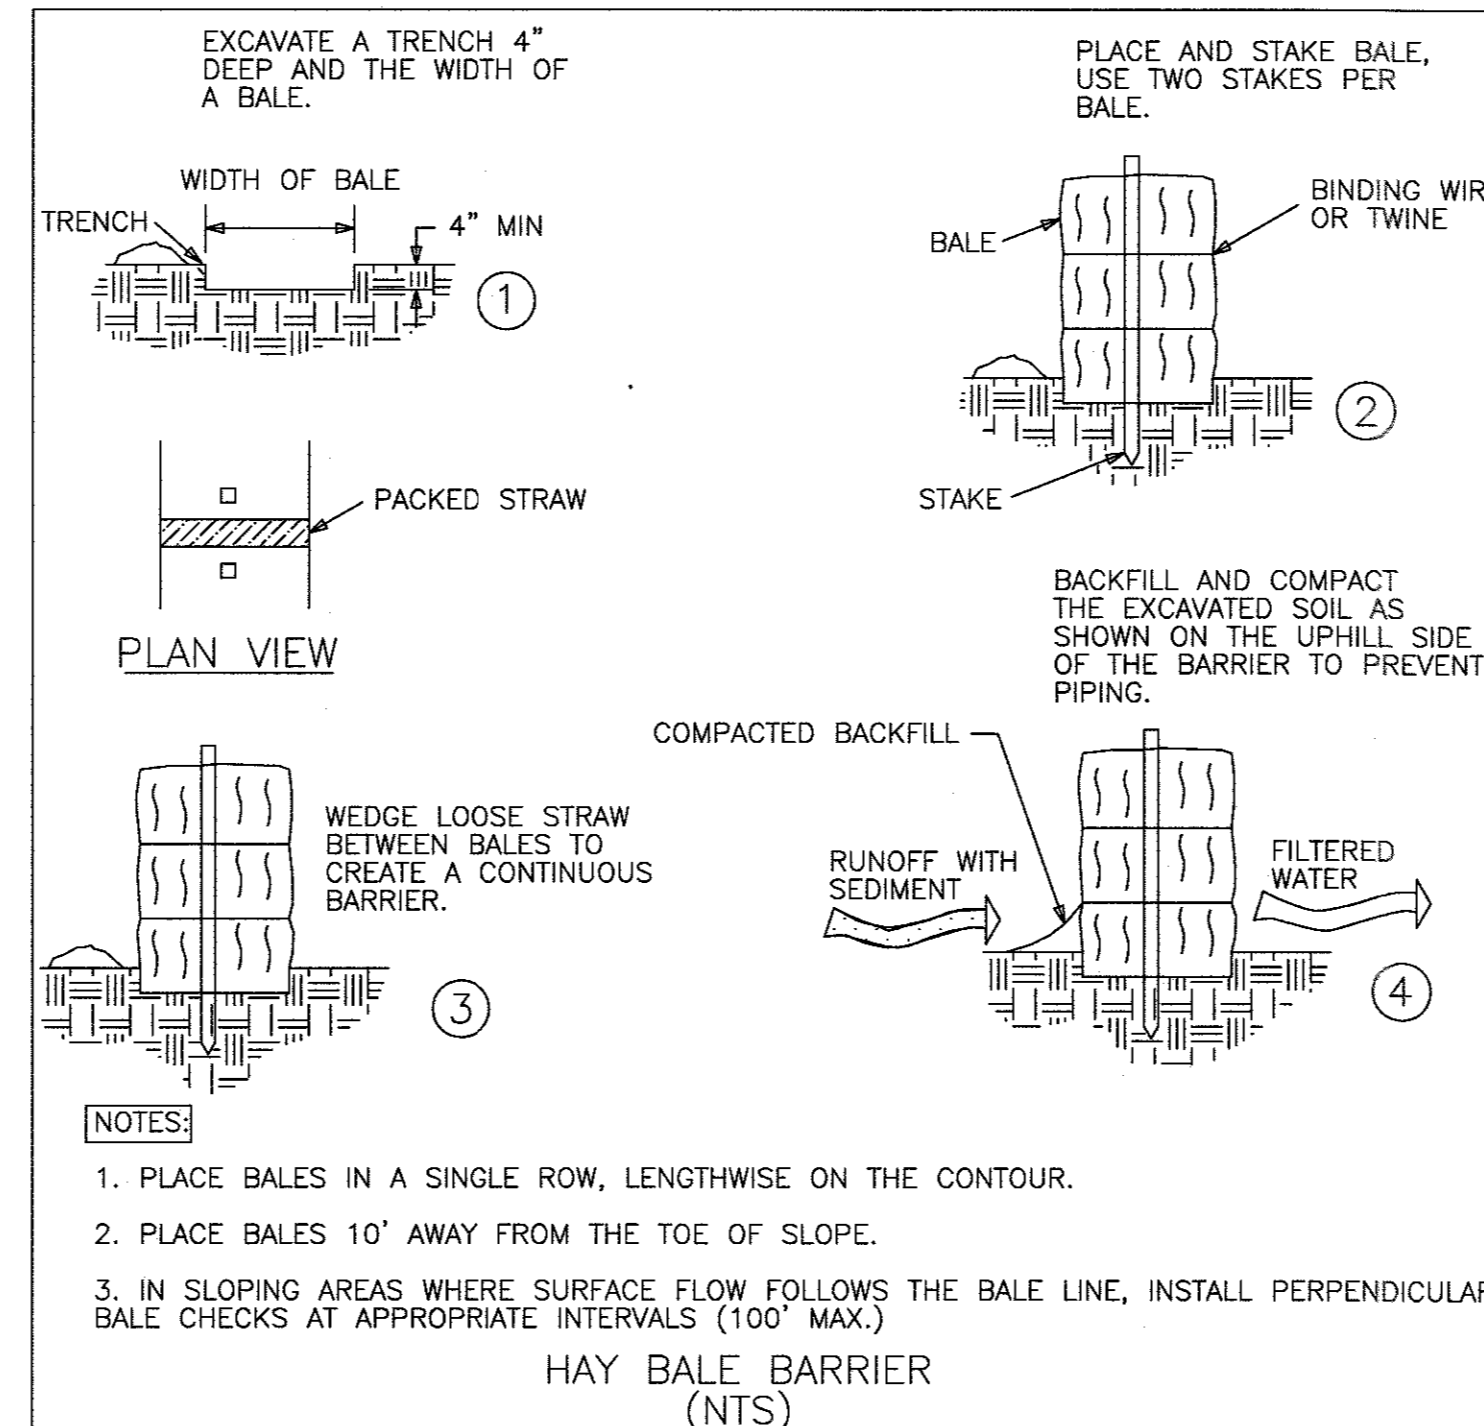 EXCAVATE A TRENCH 4"
DEEP AND THE WIDTH OF
A BALE.
WIDTH OF BALE
TRENCH
4" MIN
1
PLACE AND STAKE BALE,
USE TWO STAKES PER
BALE.
BINDING WIR
OR TWINE
BALE
2
STAKE
PACKED STRAW
PLAN VIEW
WEDGE LOOSE STRAW
BETWEEN BALES TO
CREATE A CONTINUOUS
BARRIER.
3
BACKFILL AND COMPACT
THE EXCAVATED SOIL AS
SHOWN ON THE UPHILL SIDE
OF THE BARRIER TO PREVENT
PIPING.
COMPACTED BACKFILL
RUNOFF WITH
SEDIMENT
FILTERED
WATER
4
NOTES:
1. PLACE BALES IN A SINGLE ROW, LENGTHWISE ON THE CONTOUR.
2. PLACE BALES 10' AWAY FROM THE TOE OF SLOPE.
3. IN SLOPING AREAS WHERE SURFACE FLOW FOLLOWS THE BALE LINE, INSTALL PERPENDICULAR
BALE CHECKS AT APPROPRIATE INTERVALS (100' MAX.)
HAY BALE BARRIER
(NTS)